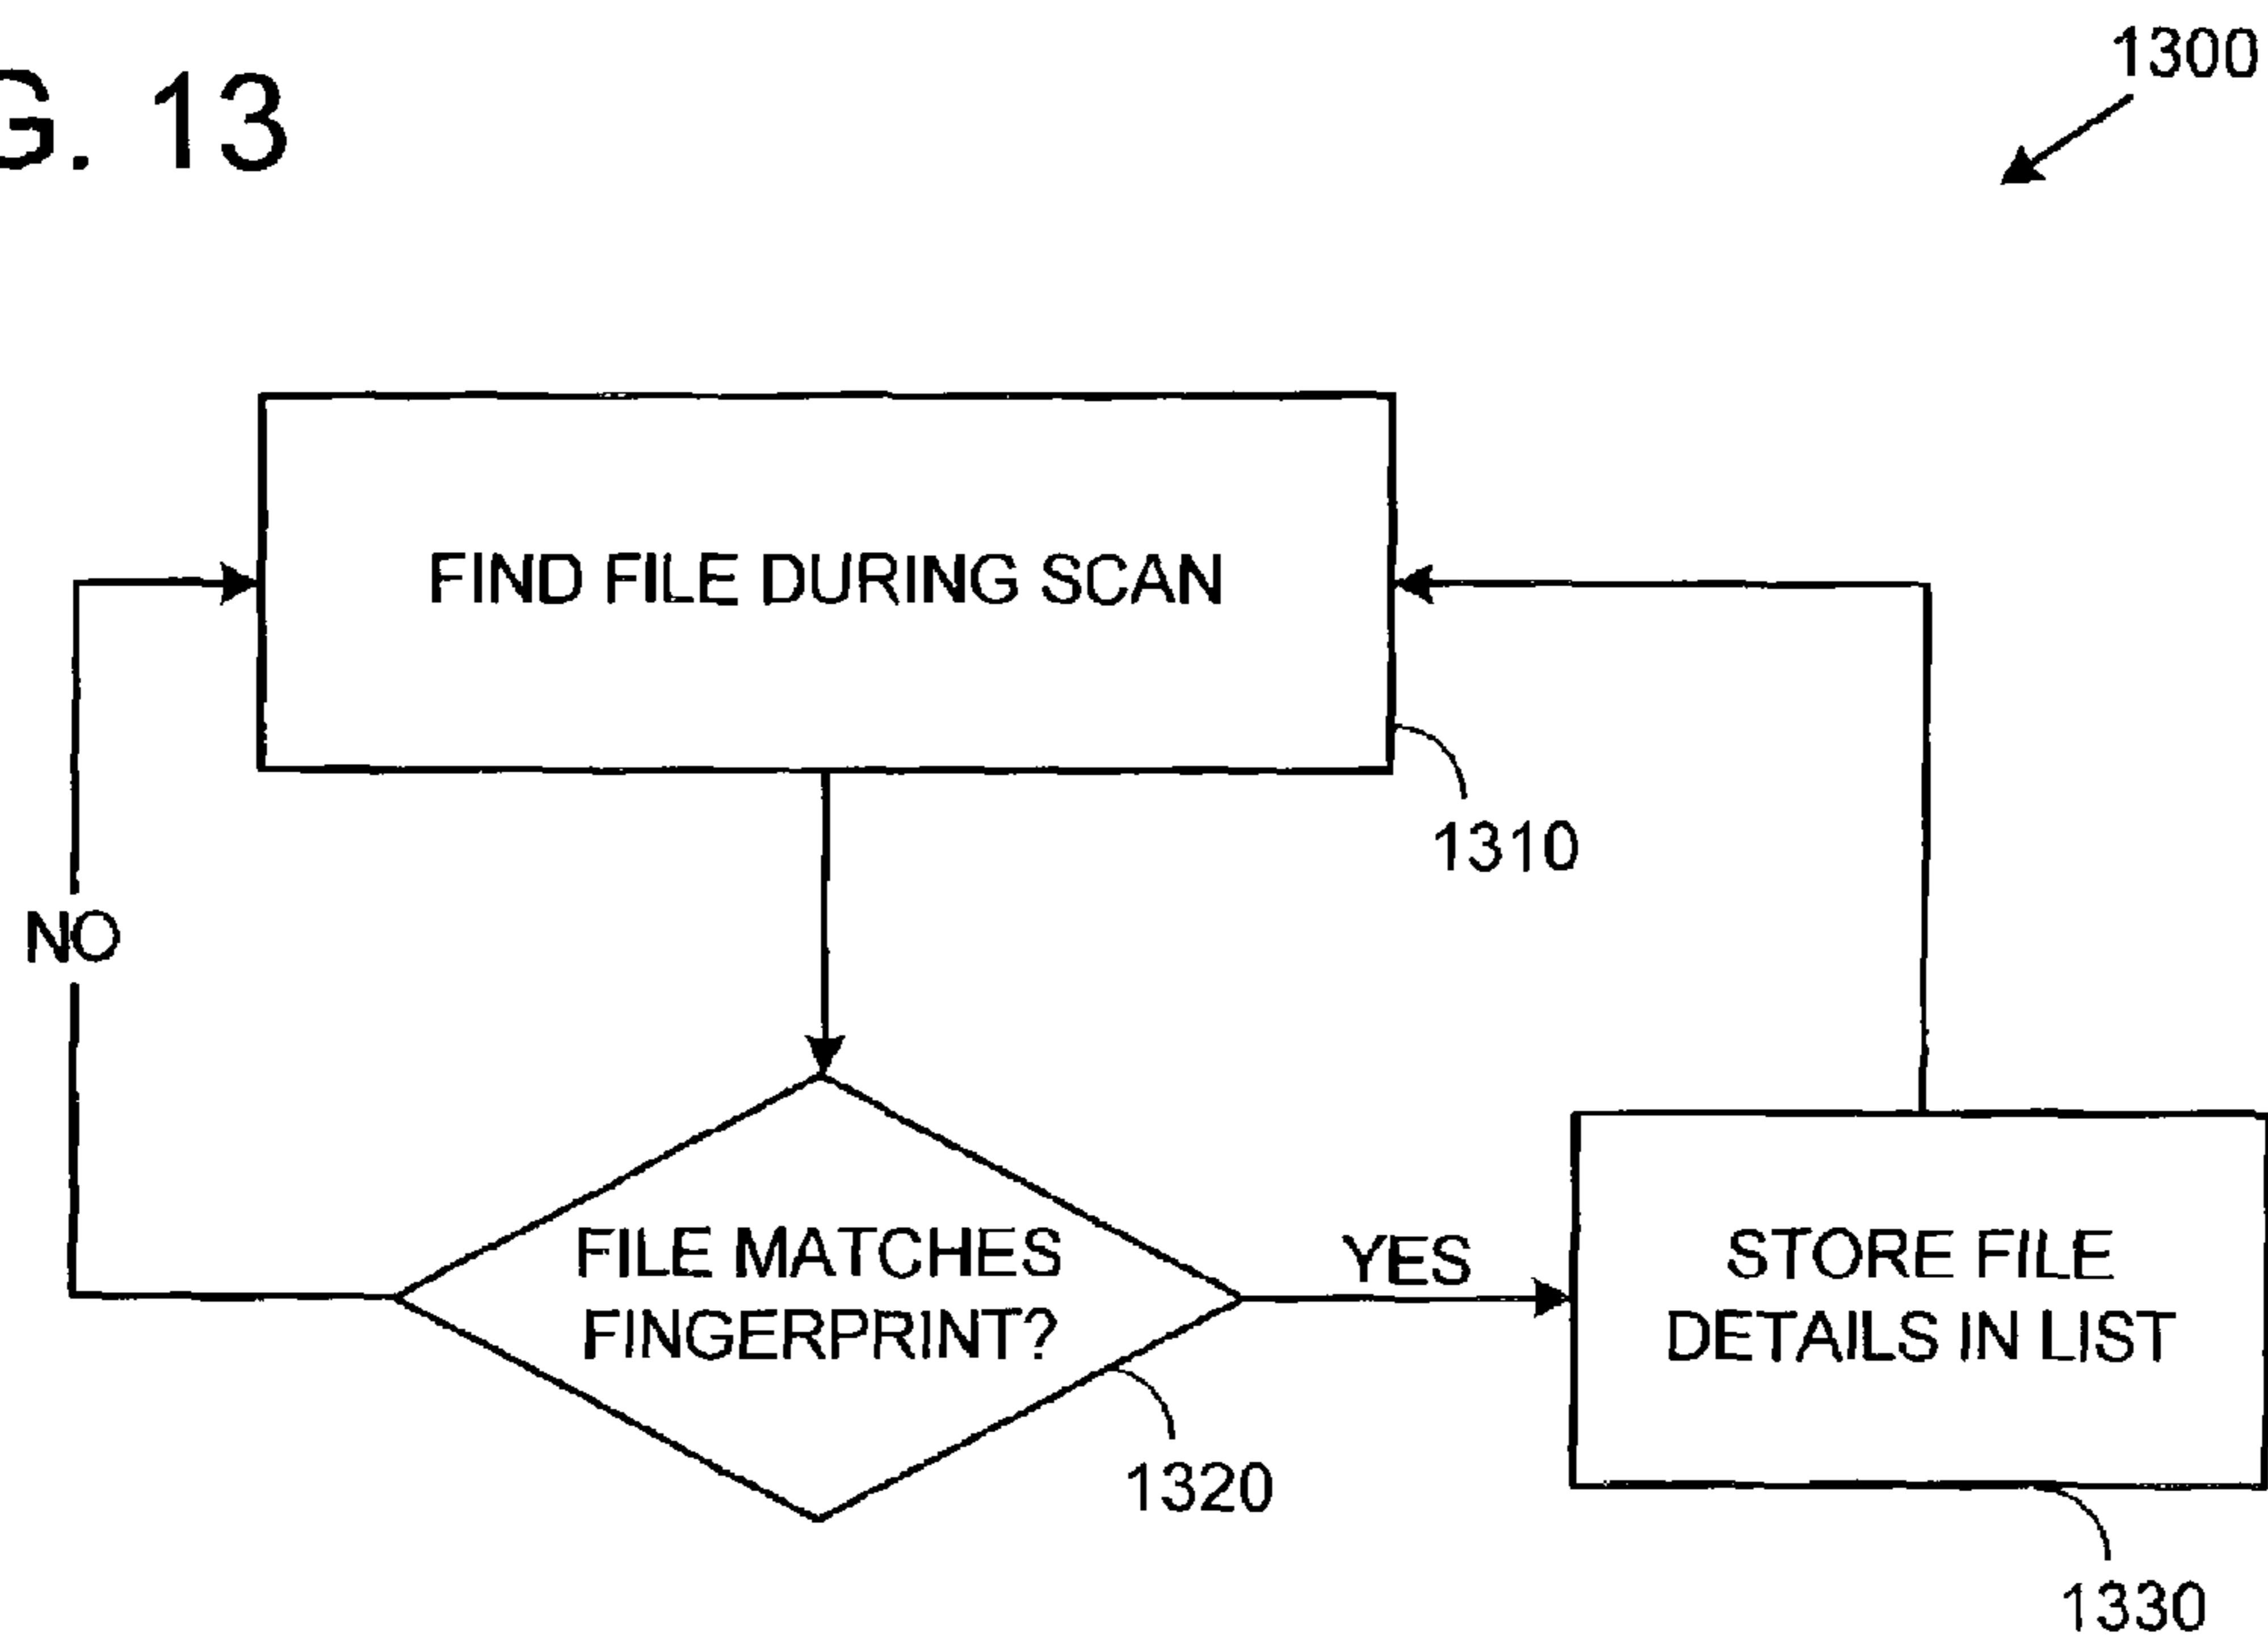 G. 13
1300
FIND FILE DURING SCAN
1310
NO
FILE MATCHES
FINGERPRINT?
1320
YES
STORE FILE
DETAILS IN LIST
1330